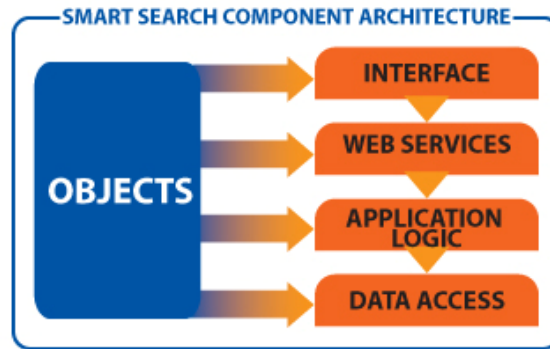 SMART SEARCH COMPONENT ARCHITECTURE
OBJECTS
INTERFACE
WEB SERVICES
APPLICATION
LOGIC
DATA ACCESS